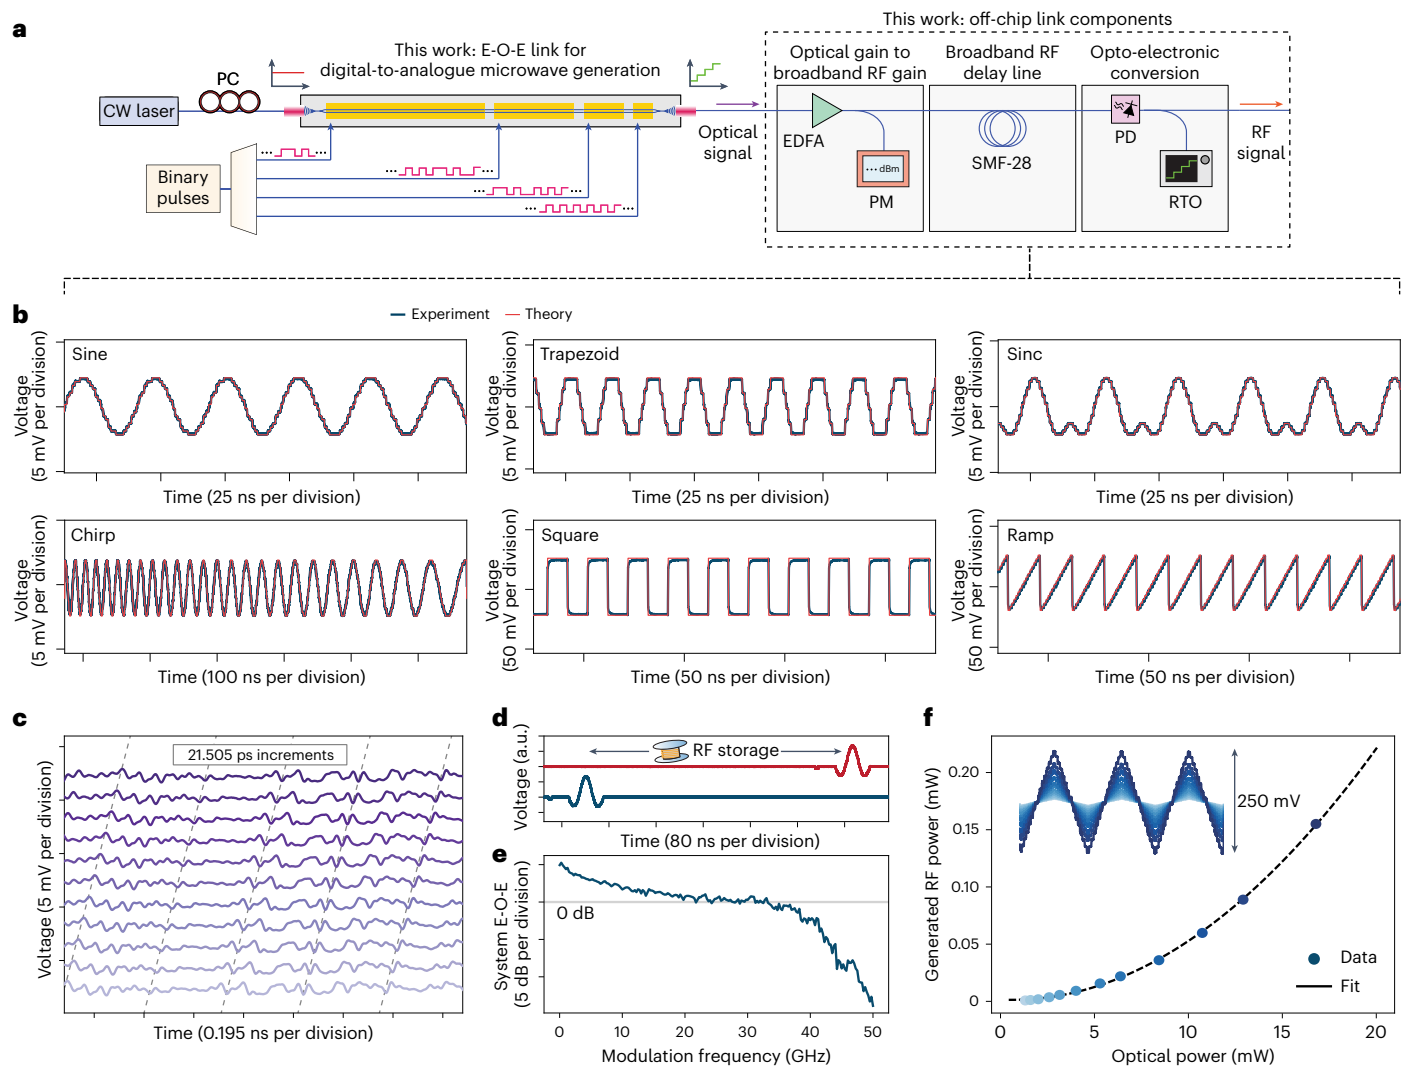 a
This work: off-chip link components
This work: E-O-E link for
digital-to-analogue microwave generation
PC
CW laser
Optical gain to
broadband RF gain
Broadband RF
delay line
Opto-electronic
conversion
Optical
signal
EDFA
... dBm
PM
SMF-28
PD
RTO
RF
signal
Binary
pulses
b
Experiment
Theory
Sine
Voltage
(5 mV per division)
Time (25 ns per division)
Trapezoid
Voltage
(5 mV per division)
Time (25 ns per division)
Sinc
Voltage
(5 mV per division)
Time (25 ns per division)
Chirp
Voltage
(5 mV per division)
Time (100 ns per division)
Square
Voltage
(50 mV per division)
Time (50 ns per division)
Ramp
Voltage
(50 mV per division)
Time (50 ns per division)
c
21.505 ps increments
Voltage (5 mV per division)
Time (0.195 ns per division)
d
RF storage
Voltage (a.u.)
Time (80 ns per division)
e
0 dB
System E-O-E
(5 dB per division)
0 10 20 30 40 50
Modulation frequency (GHz)
f
250 mV
0.20
0.15
0.10
0.05
0
Generated RF power (mW)
Data
Fit
0 5 10 15 20
Optical power (mW)